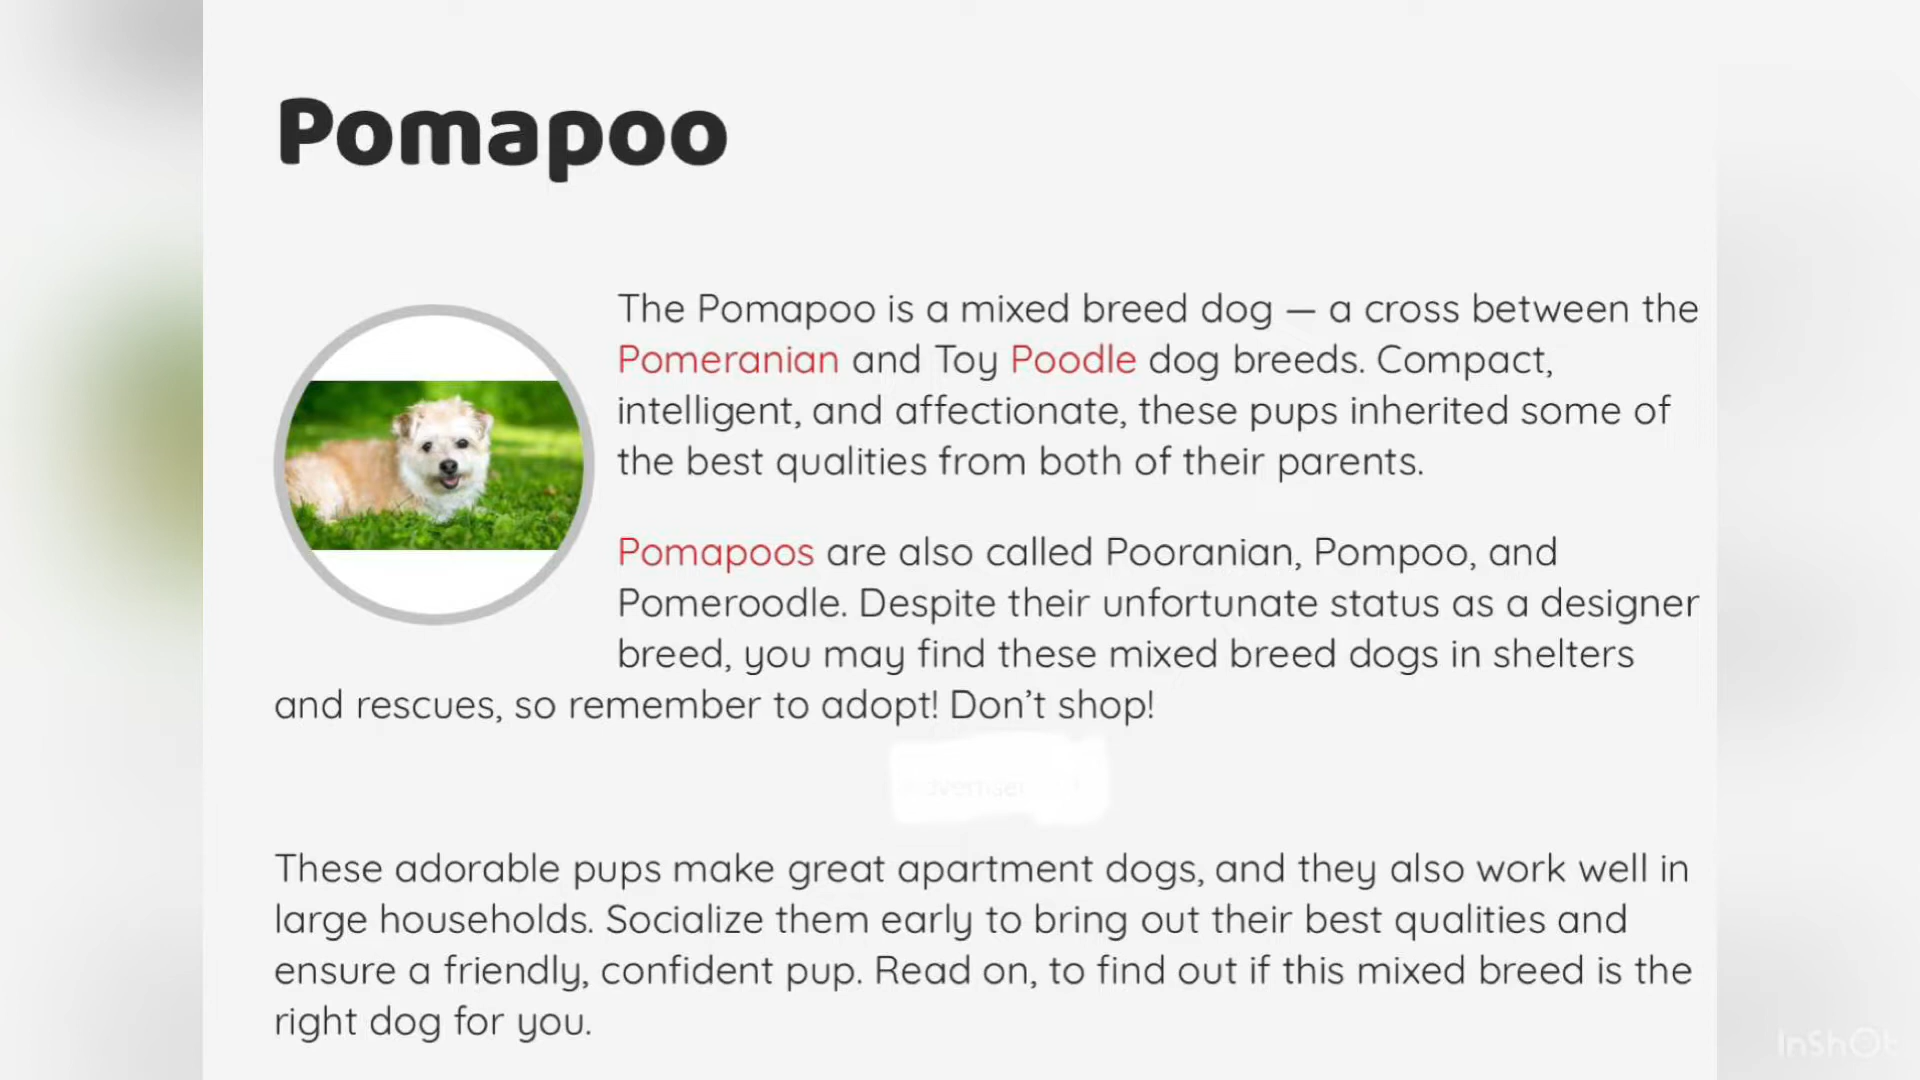 Pomapoo
The Pomapoo is a mixed breed dog — a cross between the
Pomeranian and Toy Poodle dog breeds. Compact,
intelligent, and affectionate, these pups inherited some of
the best qualities from both of their parents.
Pomapoos are also called Pooranian, Pompoo, and
Pomeroodle. Despite their unfortunate status as a designer
breed, you may find these mixed breed dogs in shelters
and rescues, so remember to adopt! Don’t shop!
These adorable pups make great apartment dogs, and they also work well in
large households. Socialize them early to bring out their best qualities and
ensure a friendly, confident pup. Read on, to find out if this mixed breed is the
right dog for you.
InShOt